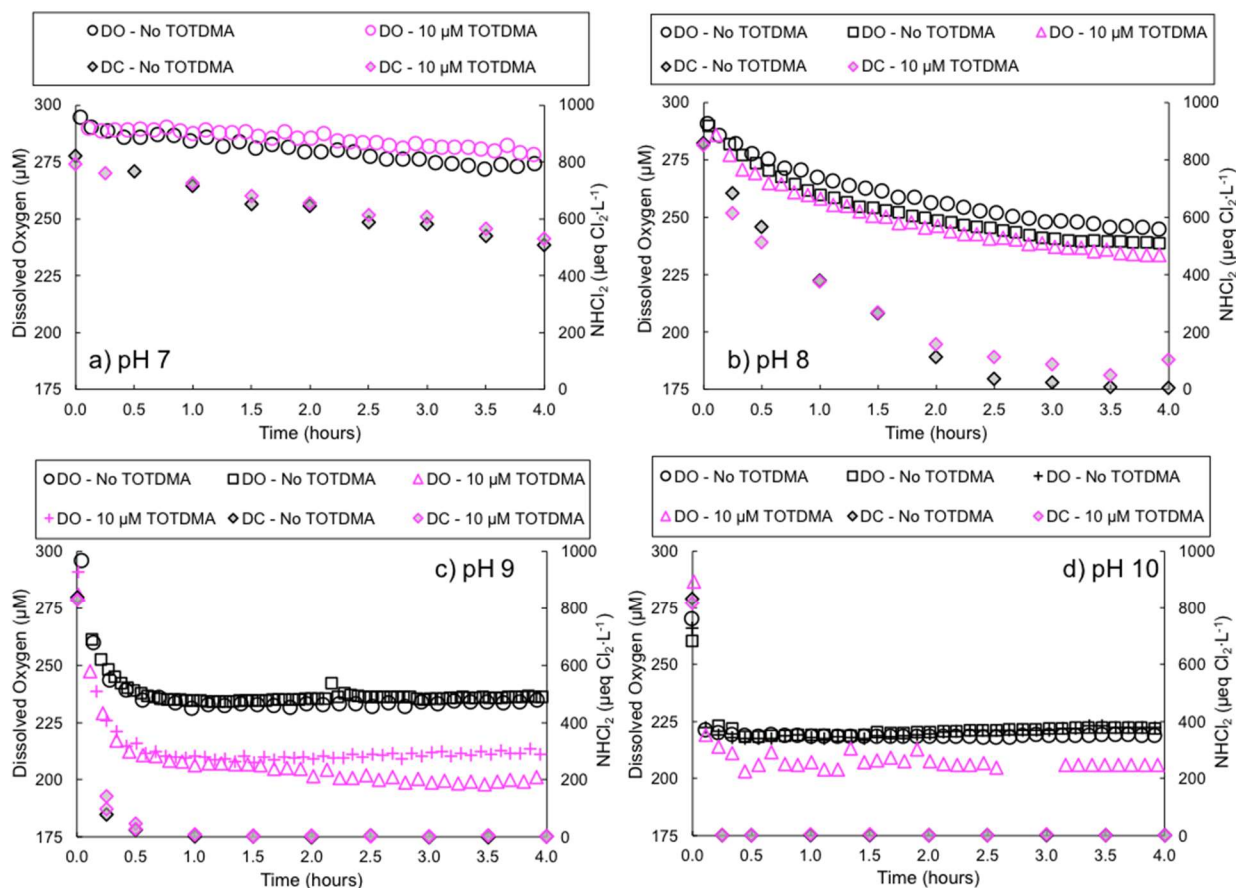 DO - No TOTDMA DO - 10 µM TOTDMA
DC - No TOTDMA DC - 10 µM TOTDMA
300
275
250
225
200
175
Dissolved Oxygen (µM)
1000
800
600
400
200
0
NHCl₂ (µeq Cl₂·L⁻¹)
a) pH 7
0.0 0.5 1.0 1.5 2.0 2.5 3.0 3.5 4.0
Time (hours)
DO - No TOTDMA DO - No TOTDMA DO - 10 µM TOTDMA
DC - No TOTDMA DC - 10 µM TOTDMA
300
275
250
225
200
175
Dissolved Oxygen (µM)
1000
800
600
400
200
0
NHCl₂ (µeq Cl₂·L⁻¹)
b) pH 8
0.0 0.5 1.0 1.5 2.0 2.5 3.0 3.5 4.0
Time (hours)
DO - No TOTDMA DO - No TOTDMA DO - 10 µM TOTDMA
DO - 10 µM TOTDMA DC - No TOTDMA DC - 10 µM TOTDMA
300
275
250
225
200
175
Dissolved Oxygen (µM)
1000
800
600
400
200
0
NHCl₂ (µeq Cl₂·L⁻¹)
c) pH 9
0.0 0.5 1.0 1.5 2.0 2.5 3.0 3.5 4.0
Time (hours)
DO - No TOTDMA DO - No TOTDMA DO - No TOTDMA
DO - 10 µM TOTDMA DC - No TOTDMA DC - 10 µM TOTDMA
300
275
250
225
200
175
Dissolved Oxygen (µM)
1000
800
600
400
200
0
NHCl₂ (µeq Cl₂·L⁻¹)
d) pH 10
0.0 0.5 1.0 1.5 2.0 2.5 3.0 3.5 4.0
Time (hours)